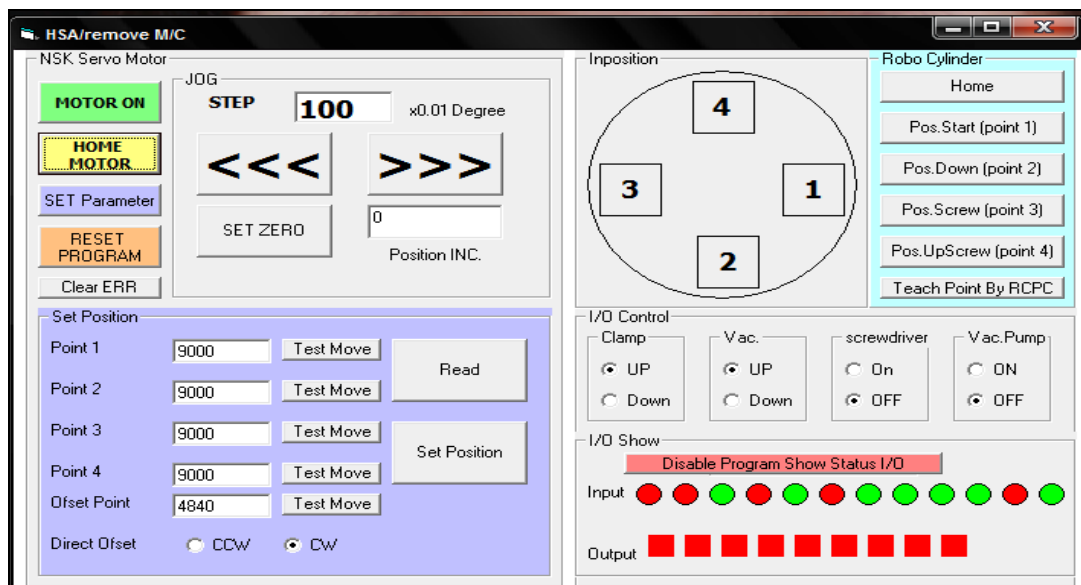 HSA/remove M/C
NSK Servo Motor
MOTOR ON
HOME
MOTOR
SET Parameter
RESET
PROGRAM
Clear ERR
JOG
STEP 100 x0.01 Degree
<<< >>>
SET ZERO 0
Position INC.
Inposition
4
3 1
2
Robo Cylinder
Home
Pos.Start (point 1)
Pos.Down (point 2)
Pos.Screw (point 3)
Pos.UpScrew (point 4)
Teach Point By RCPC
Set Position
Point 1 9000 Test Move
Point 2 9000 Test Move
Point 3 9000 Test Move
Point 4 9000 Test Move
Ofset Point 4840 Test Move
Direct Ofset CCW CW
Read
Set Position
I/O Control
Clamp
UP
Down
Vac.
UP
Down
screwdriver
On
OFF
Vac.Pump
ON
OFF
I/O Show
Disable Program Show Status I/O
Input
Output